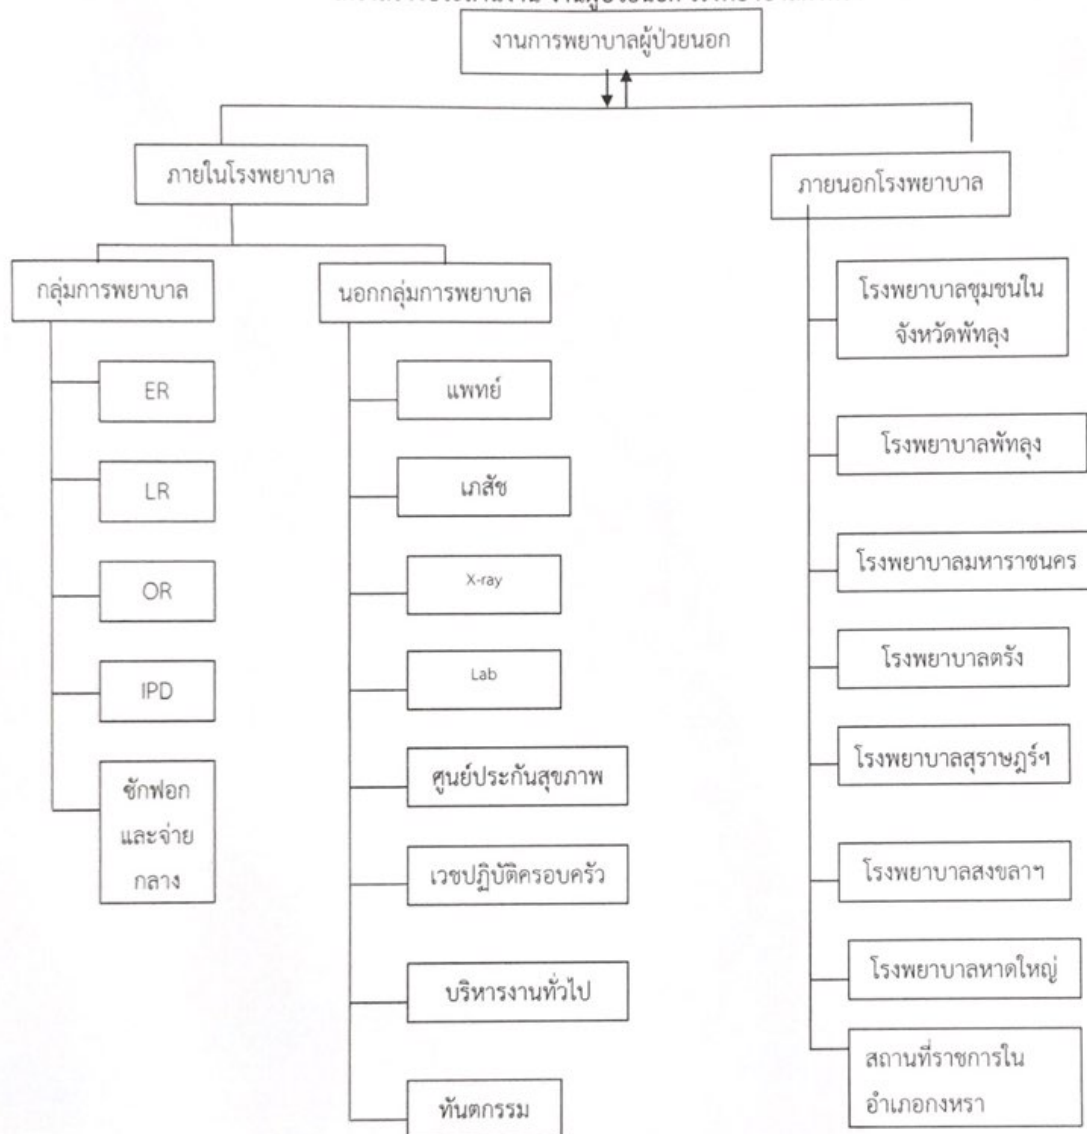 งานการพยาบาลผู้ป่วยนอก
ภายในโรงพยาบาล
ภายนอกโรงพยาบาล
กลุ่มการพยาบาล
นอกกลุ่มการพยาบาล
ER
LR
OR
IPD
ซักฟอก
และจ่าย
กลาง
แพทย์
เภสัช
X-ray
Lab
ศูนย์ประกันสุขภาพ
เวชปฏิบัติครอบครัว
บริหารงานทั่วไป
ทันตกรรม
โรงพยาบาลชุมชนใน
จังหวัดพัทลุง
โรงพยาบาลพัทลุง
โรงพยาบาลมหาราชนคร
โรงพยาบาลตรัง
โรงพยาบาลสุราษฎร์ฯ
โรงพยาบาลสงขลาฯ
โรงพยาบาลหาดใหญ่
สถานที่ราชการใน
อำเภอกงหรา